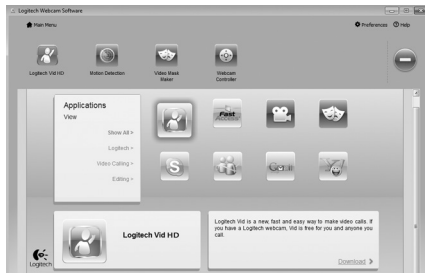 Logitech Webcam Software
Main Menu
Preferences
Help
Logitech Vid HD
Motion Detection
Video Mask
Maker
Webcam
Controller
Applications
View
Show All
Logitech
Video Calling
Editing
Fast
Access
Gmail
Logitech Vid HD
Logitech Vid is a new, fast and easy way to make video calls. If
you have a Logitech webcam, Vid is free for you and anyone you
call.
Download
Logitech